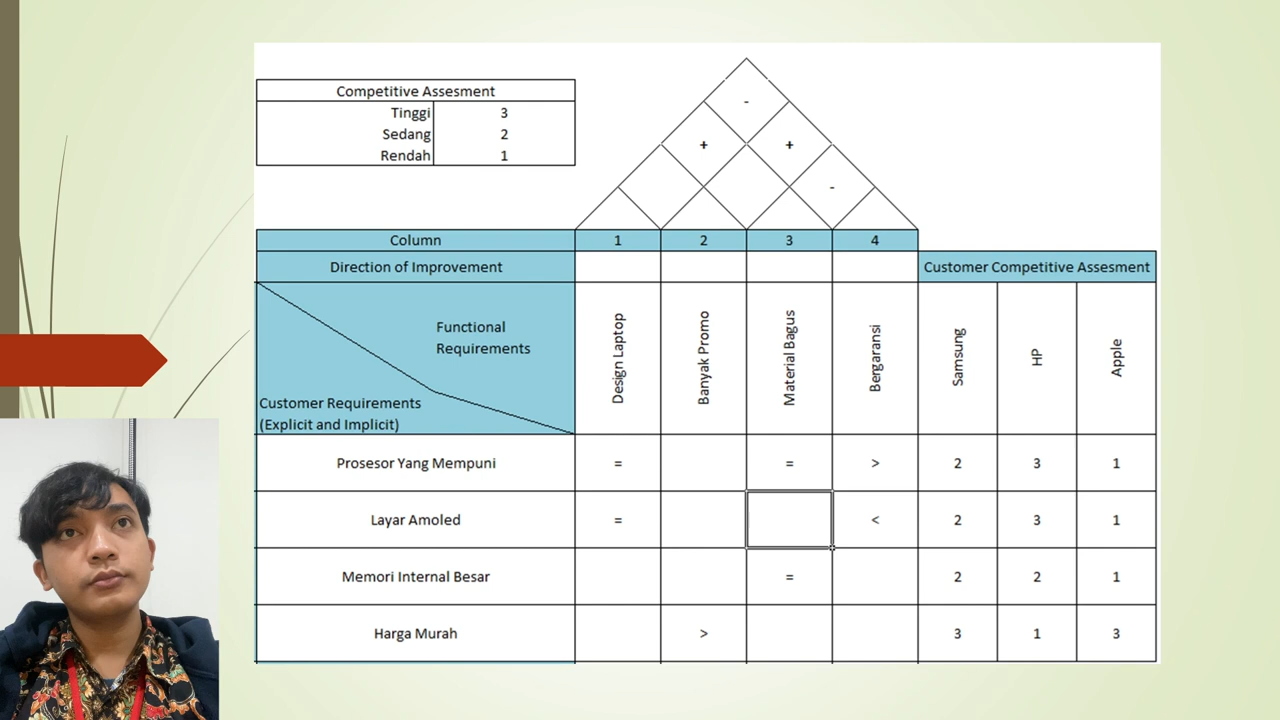 Competitive Assesment
Tinggi 3
Sedang 2
Rendah 1
-
+ +
-
Column 1 2 3 4
Direction of Improvement Customer Competitive Assesment
Functional
Requirements
Customer Requirements
(Explicit and Implicit)
Design Laptop
Banyak Promo
Material Bagus
Bergaransi
Samsung
HP
Apple
Prosesor Yang Mempuni = = > 2 3 1
Layar Amoled = < 2 3 1
Memori Internal Besar = 2 2 1
Harga Murah > 3 1 3